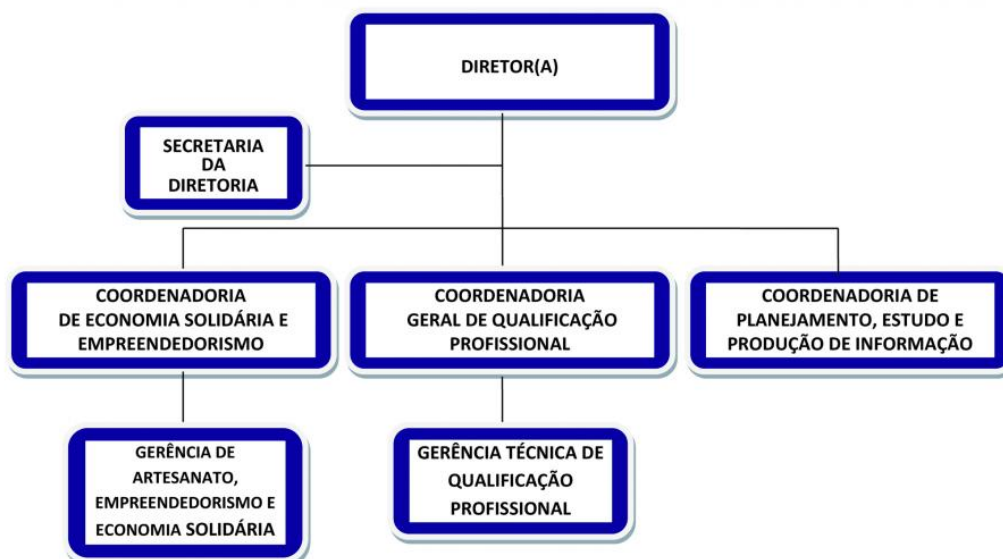 DIRETOR(A)
SECRETARIA
DA
DIRETORIA
COORDENADORIA
DE ECONOMIA SOLIDÁRIA E
EMPREENDEDORISMO
COORDENADORIA
GERAL DE QUALIFICAÇÃO
PROFISSIONAL
COORDENADORIA DE
PLANEJAMENTO, ESTUDO E
PRODUÇÃO DE INFORMAÇÃO
GERÊNCIA DE
ARTESANATO,
EMPREENDEDORISMO E
ECONOMIA SOLIDÁRIA
GERÊNCIA TÉCNICA DE
QUALIFICAÇÃO
PROFISSIONAL